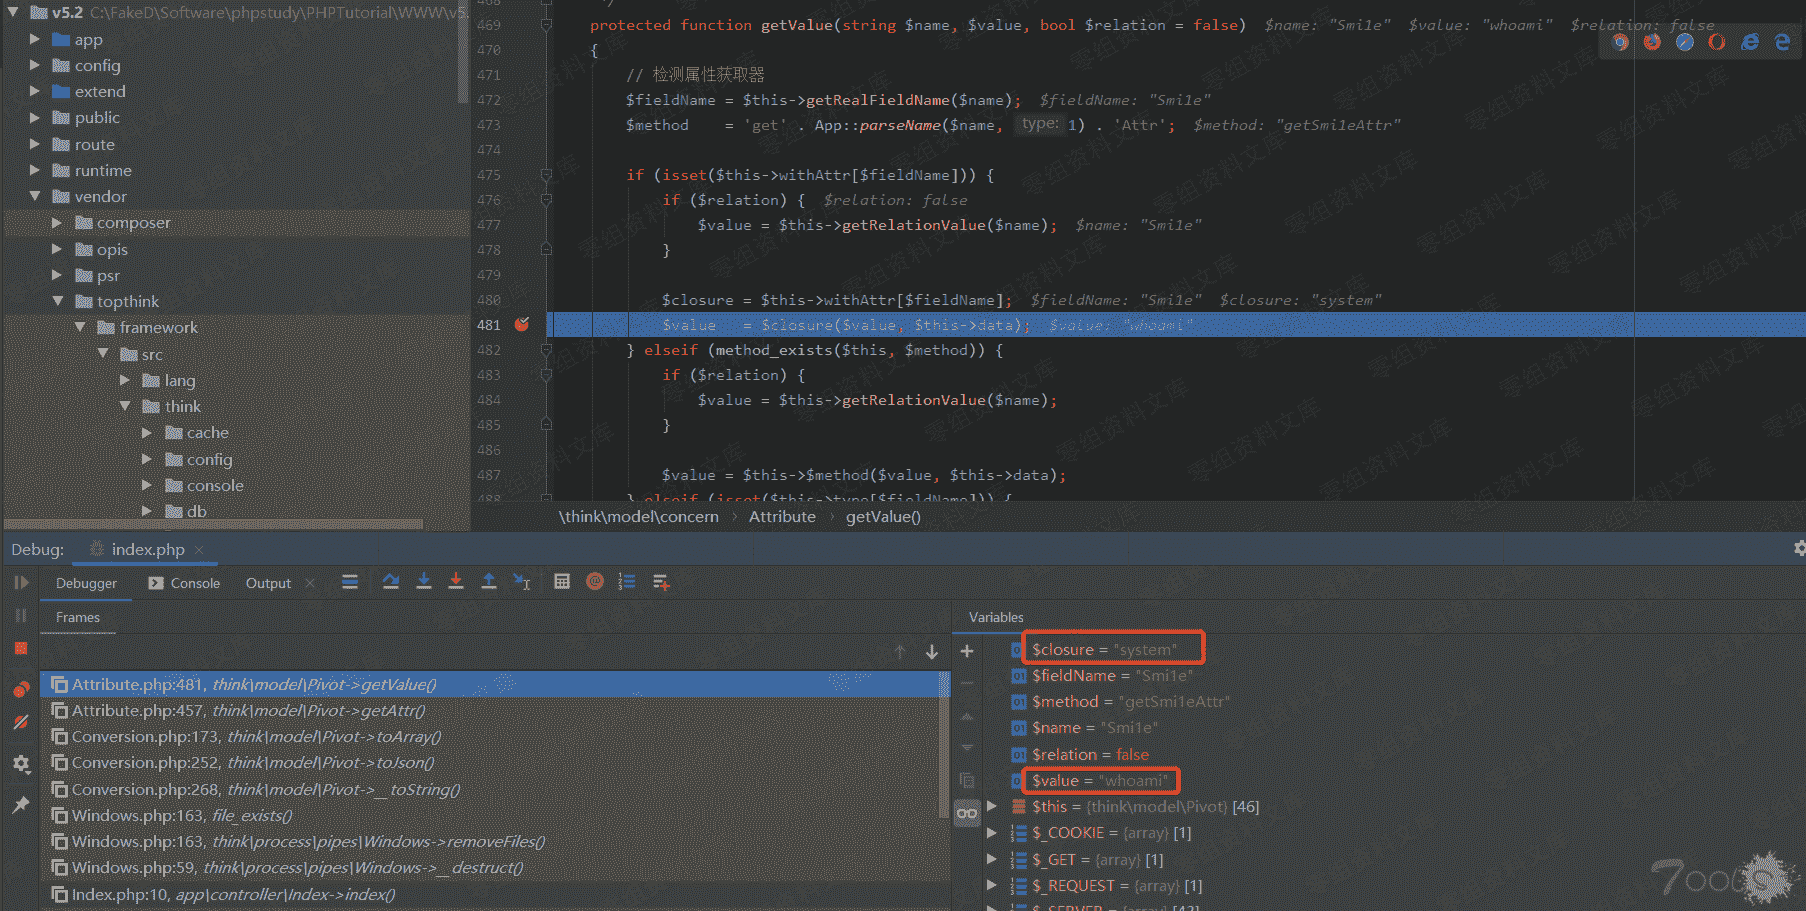 v5.2 C:\FakeD\Software\phpstudy\PHPTutorial\WWW\v5.
app
config
extend
public
route
runtime
vendor
composer
opis
psr
topthink
framework
src
lang
think
cache
config
console
db
468 */
469 protected function getValue(string $name, $value, bool $relation = false) $name: "Smi1e" $value: "whoami" $relation: false
470 {
471 // 检测属性获取器
472 $fieldName = $this->getRealFieldName($name); $fieldName: "Smi1e"
473 $method = 'get' . App::parseName($name, type: 1) . 'Attr'; $method: "getSmi1eAttr"
474
475 if (isset($this->withAttr[$fieldName])) {
476 if ($relation) { $relation: false
477 $value = $this->getRelationValue($name); $name: "Smi1e"
478 }
479
480 $closure = $this->withAttr[$fieldName]; $fieldName: "Smi1e" $closure: "system"
481 $value = $closure($value, $this->data); $value: "whoami"
482 } elseif (method_exists($this, $method)) {
483 if ($relation) {
484 $value = $this->getRelationValue($name);
485 }
486
487 $value = $this->$method($value, $this->data);
488 } elseif (isset($this->type[$fieldName])) {
\think\model\concern › Attribute › getValue()
Debug: index.php ×
Debugger Console Output ×
Frames
Attribute.php:481, think\model\Pivot->getValue()
Attribute.php:457, think\model\Pivot->getAttr()
Conversion.php:173, think\model\Pivot->toArray()
Conversion.php:252, think\model\Pivot->toJson()
Conversion.php:268, think\model\Pivot->__toString()
Windows.php:163, file_exists()
Windows.php:163, think\process\pipes\Windows->removeFiles()
Windows.php:59, think\process\pipes\Windows->__destruct()
Index.php:10, app\controller\Index->index()
Variables
$closure = "system"
$fieldName = "Smi1e"
$method = "getSmi1eAttr"
$name = "Smi1e"
$relation = false
$value = "whoami"
$this = {think\model\Pivot} [46]
$_COOKIE = {array} [1]
$_GET = {array} [1]
$_REQUEST = {array} [1]
$_SERVER = {array} [43]
零组资料文库
7ools